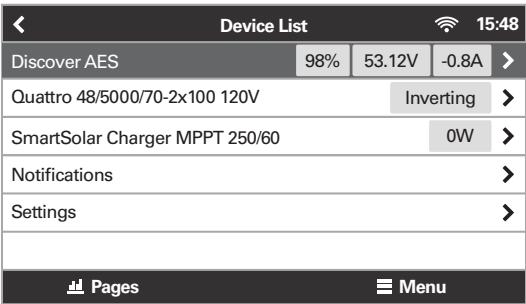 Device List 15:48
Discover AES 98% 53.12V -0.8A
Quattro 48/5000/70-2x100 120V Inverting
SmartSolar Charger MPPT 250/60 0W
Notifications
Settings
Pages Menu